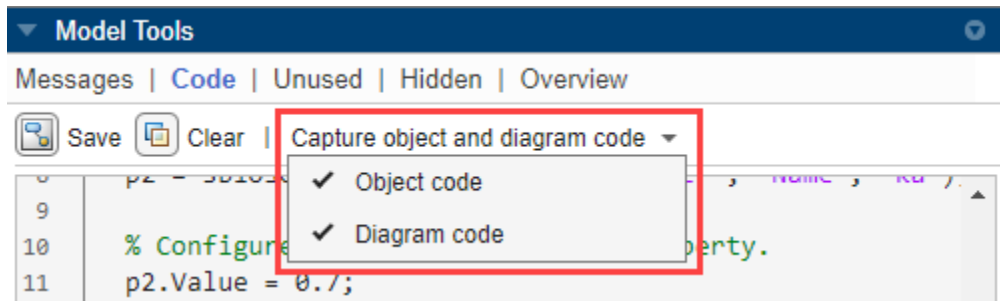 Model Tools
Messages | Code | Unused | Hidden | Overview
Save Clear | Capture object and diagram code
8
Object code
9
10 % Configure perty.
Diagram code
11 p2.Value = 0.7;